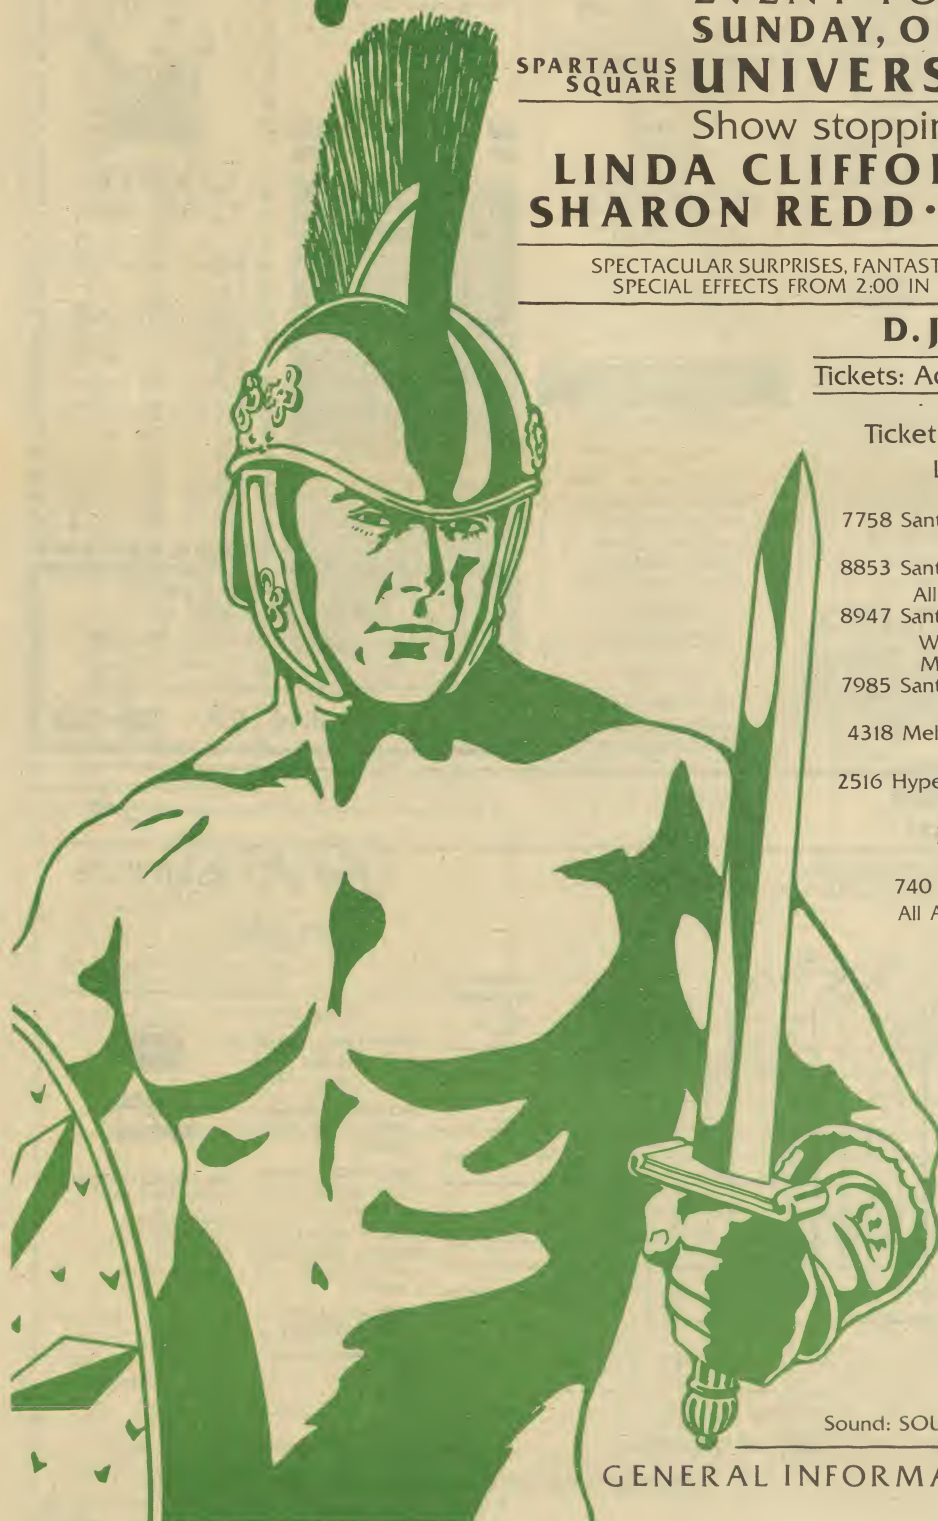 SUNDAY, O
SPARTACUS
SQUARE
UNIVERS
Show stoppin
LINDA CLIFFOR
SHARON REDD •
SPECTACULAR SURPRISES, FANTAST
SPECIAL EFFECTS FROM 2:00 IN
D. J
Tickets: Ad
Ticket
L
7758 Sant
8853 Sant
All
8947 Sant
W
M
7985 Sant
4318 Mel
2516 Hype
740
All A
Sound: SOU
GENERAL INFORMA